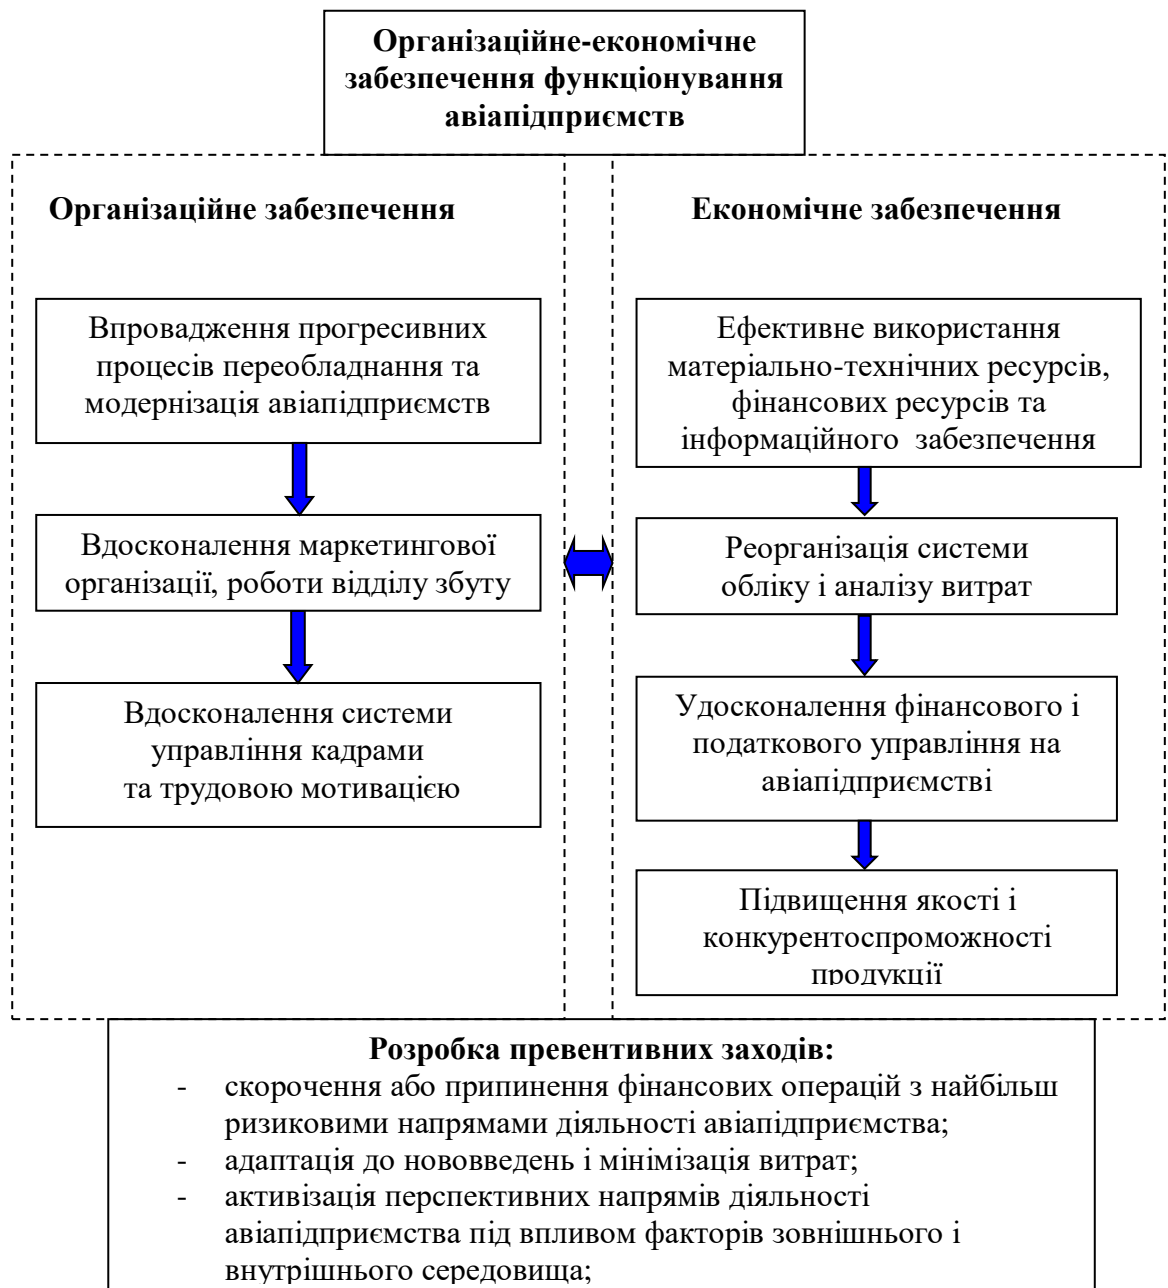 Організаційне-економічне
забезпечення функціонування
авіапідприємств
Організаційне забезпечення
Впровадження прогресивних
процесів переобладнання та
модернізація авіапідприємств
Вдосконалення маркетингової
організації, роботи відділу збуту
Вдосконалення системи
управління кадрами
та трудовою мотивацією
Економічне забезпечення
Ефективне використання
матеріально-технічних ресурсів,
фінансових ресурсів та
інформаційного забезпечення
Реорганізація системи
обліку і аналізу витрат
Удосконалення фінансового і
податкового управління на
авіапідприємстві
Підвищення якості і
конкурентоспроможності
продукції
Розробка превентивних заходів:
- скорочення або припинення фінансових операцій з найбільш
ризиковими напрямами діяльності авіапідприємства;
- адаптація до нововведень і мінімізація витрат;
- активізація перспективних напрямів діяльності
авіапідприємства під впливом факторів зовнішнього і
внутрішнього середовища;